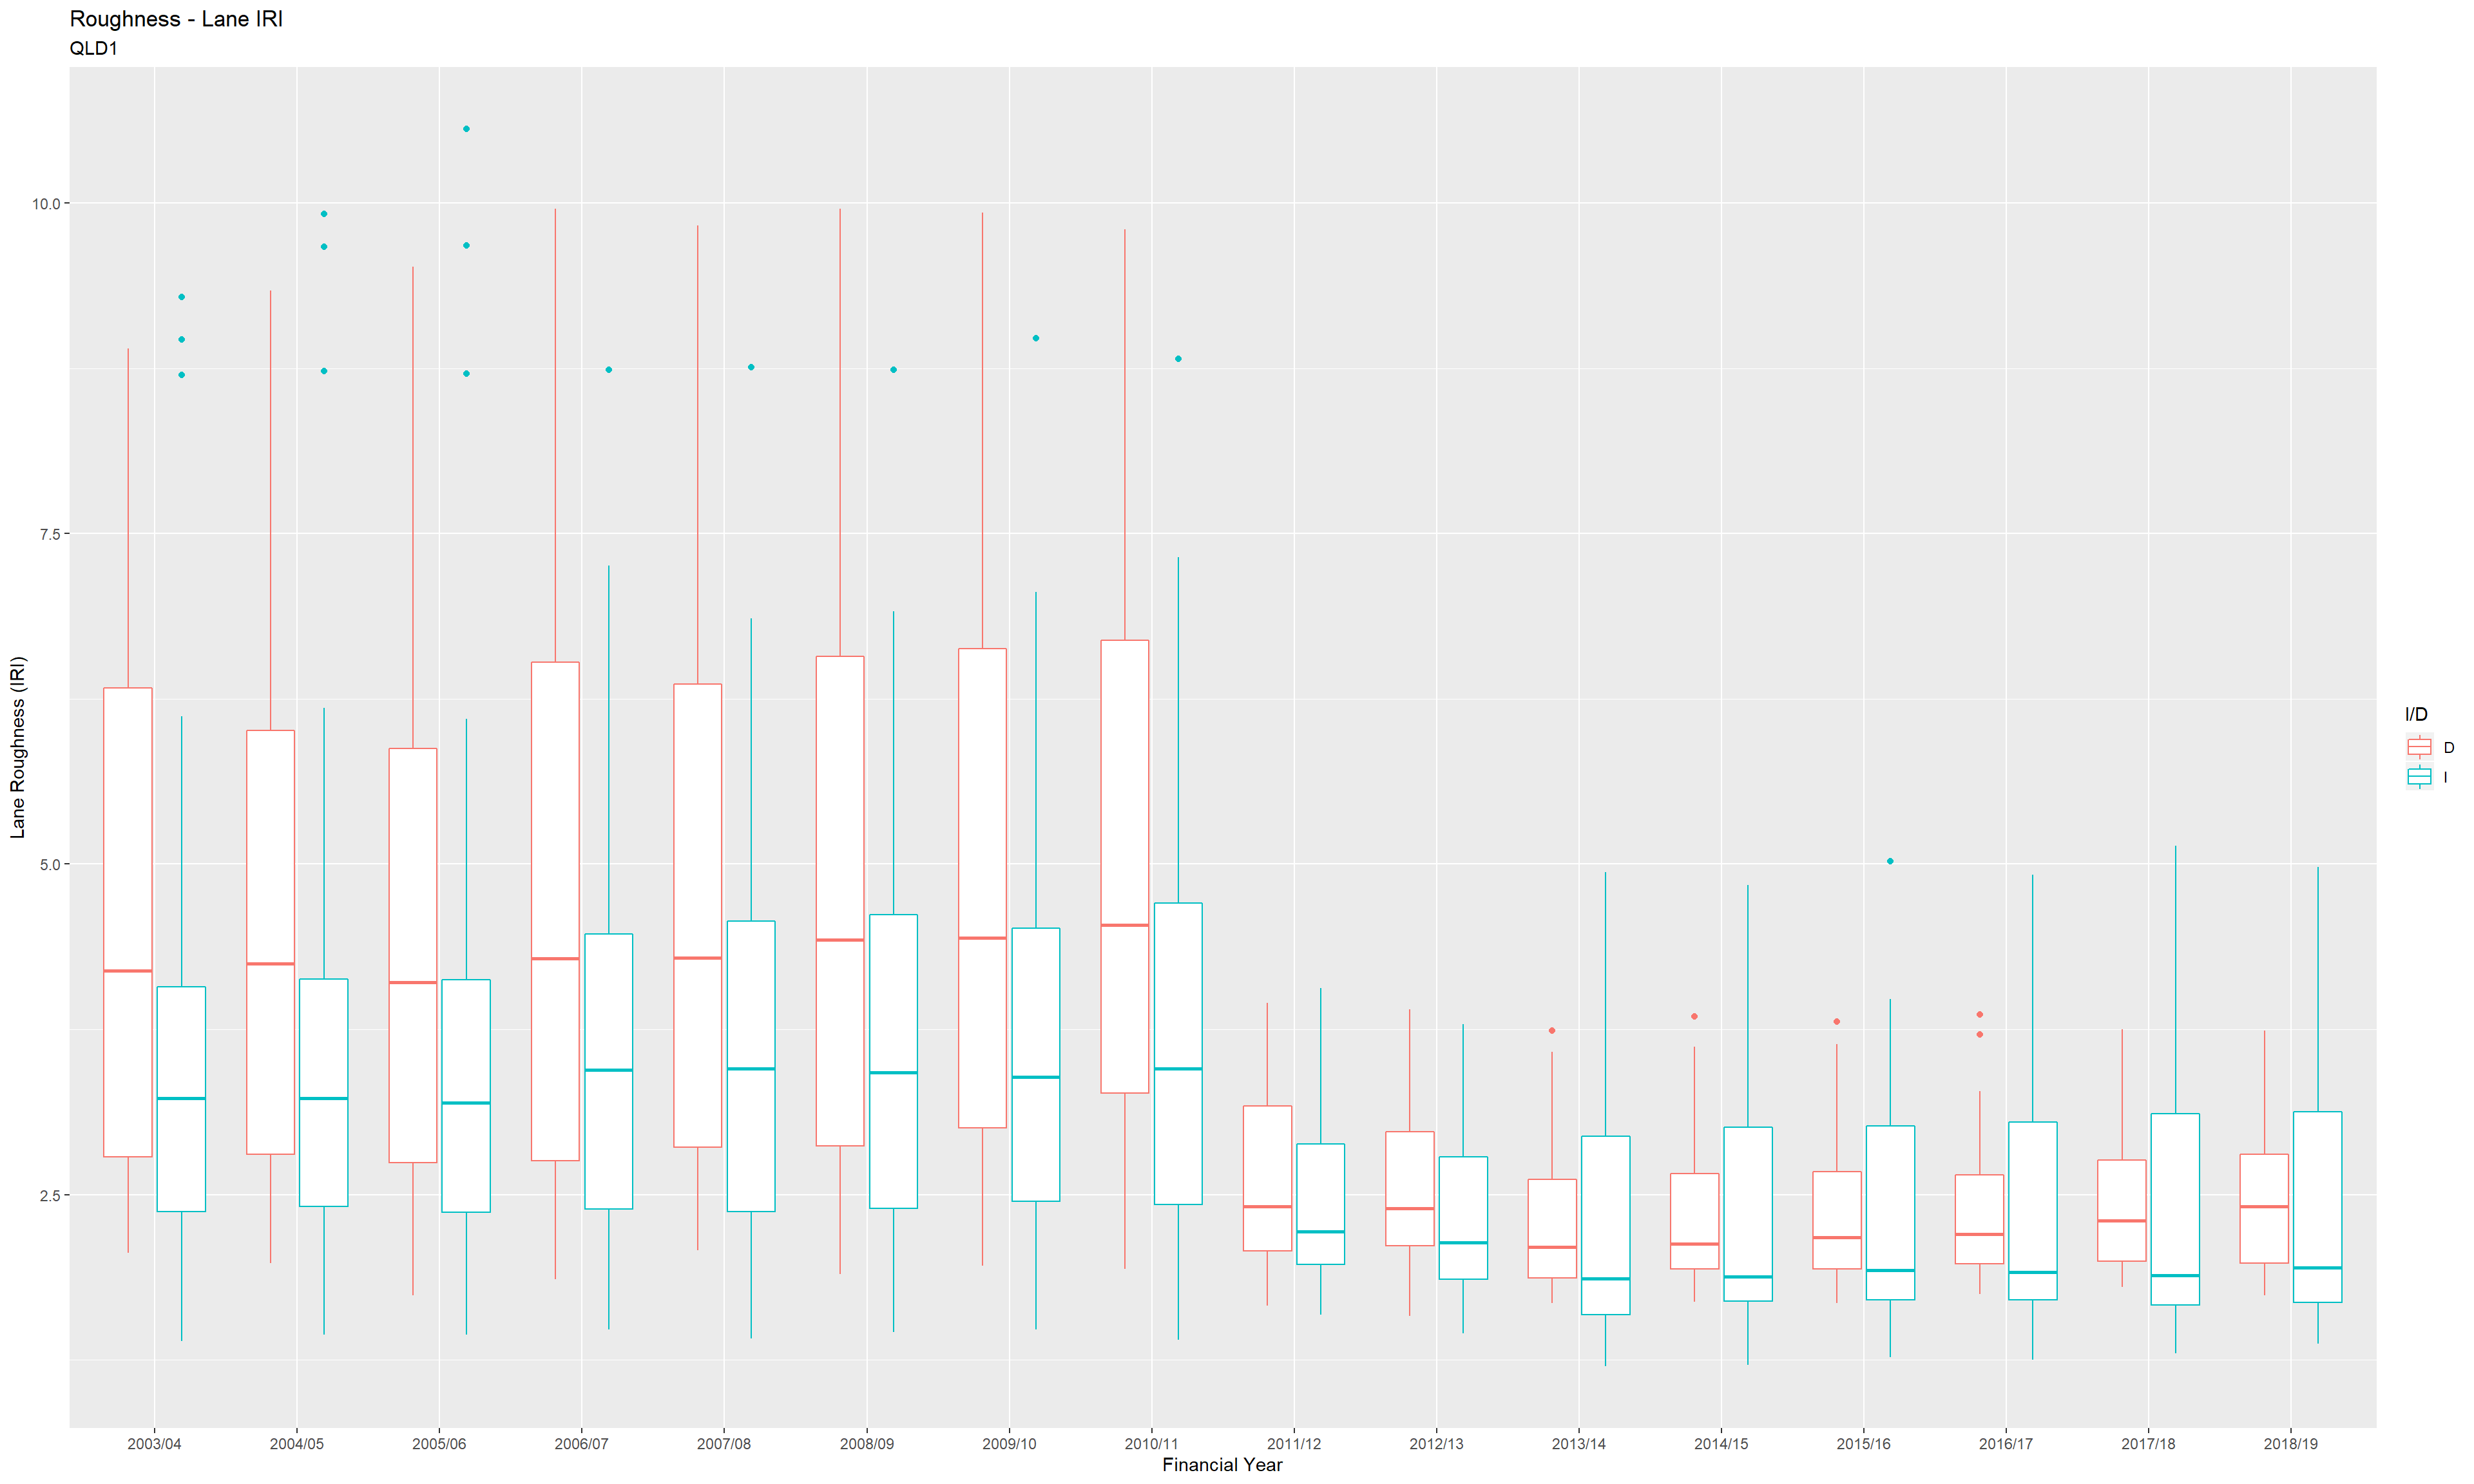 Roughness - Lane IRI
QLD1
10.0
7.5
5.0
2.5
Lane Roughness (IRI)
2003/04 2004/05 2005/06 2006/07 2007/08 2008/09 2009/10 2010/11 2011/12 2012/13 2013/14 2014/15 2015/16 2016/17 2017/18 2018/19
Financial Year
I/D
D
I